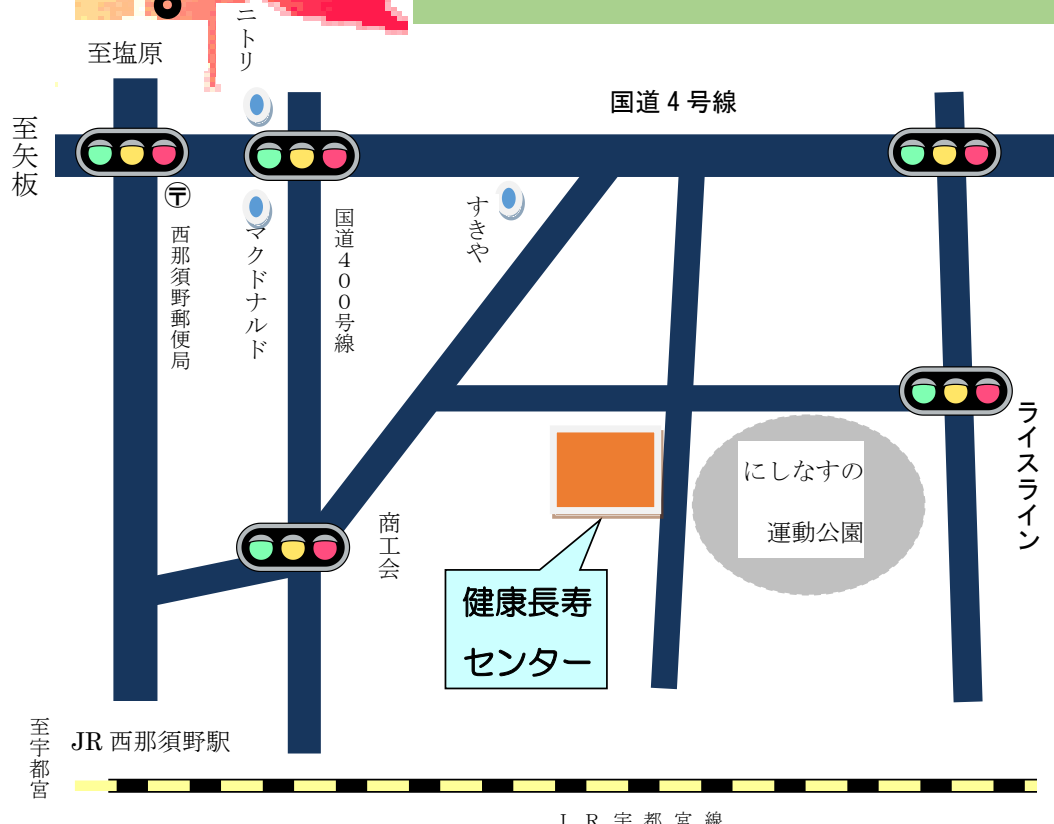 ニトリ
至塩原
国道4号線
至矢板
〒
西那須野郵便局
マクドナルド
国道400号線
すきや
ライスライン
にしなすの
運動公園
商工会
健康長寿
センター
至宇都宮
JR 西那須野駅
JR宇都宮線